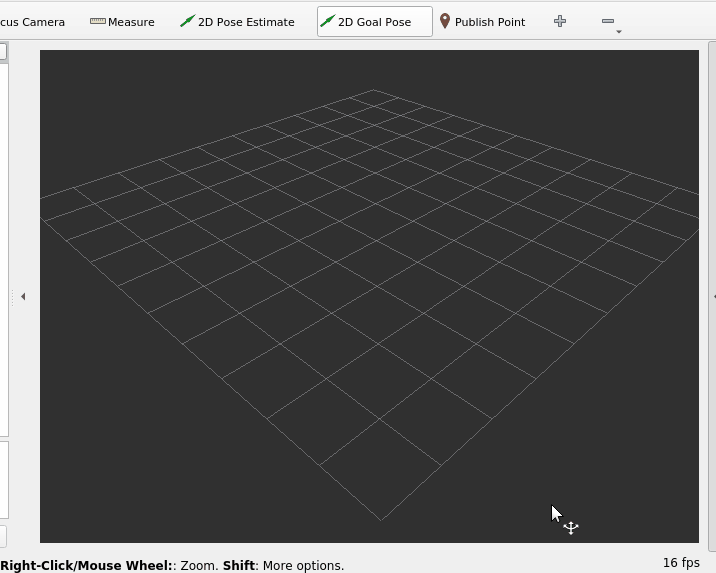 cus Camera Measure 2D Pose Estimate 2D Goal Pose Publish Point
Right-Click/Mouse Wheel:: Zoom. Shift: More options. 16 fps